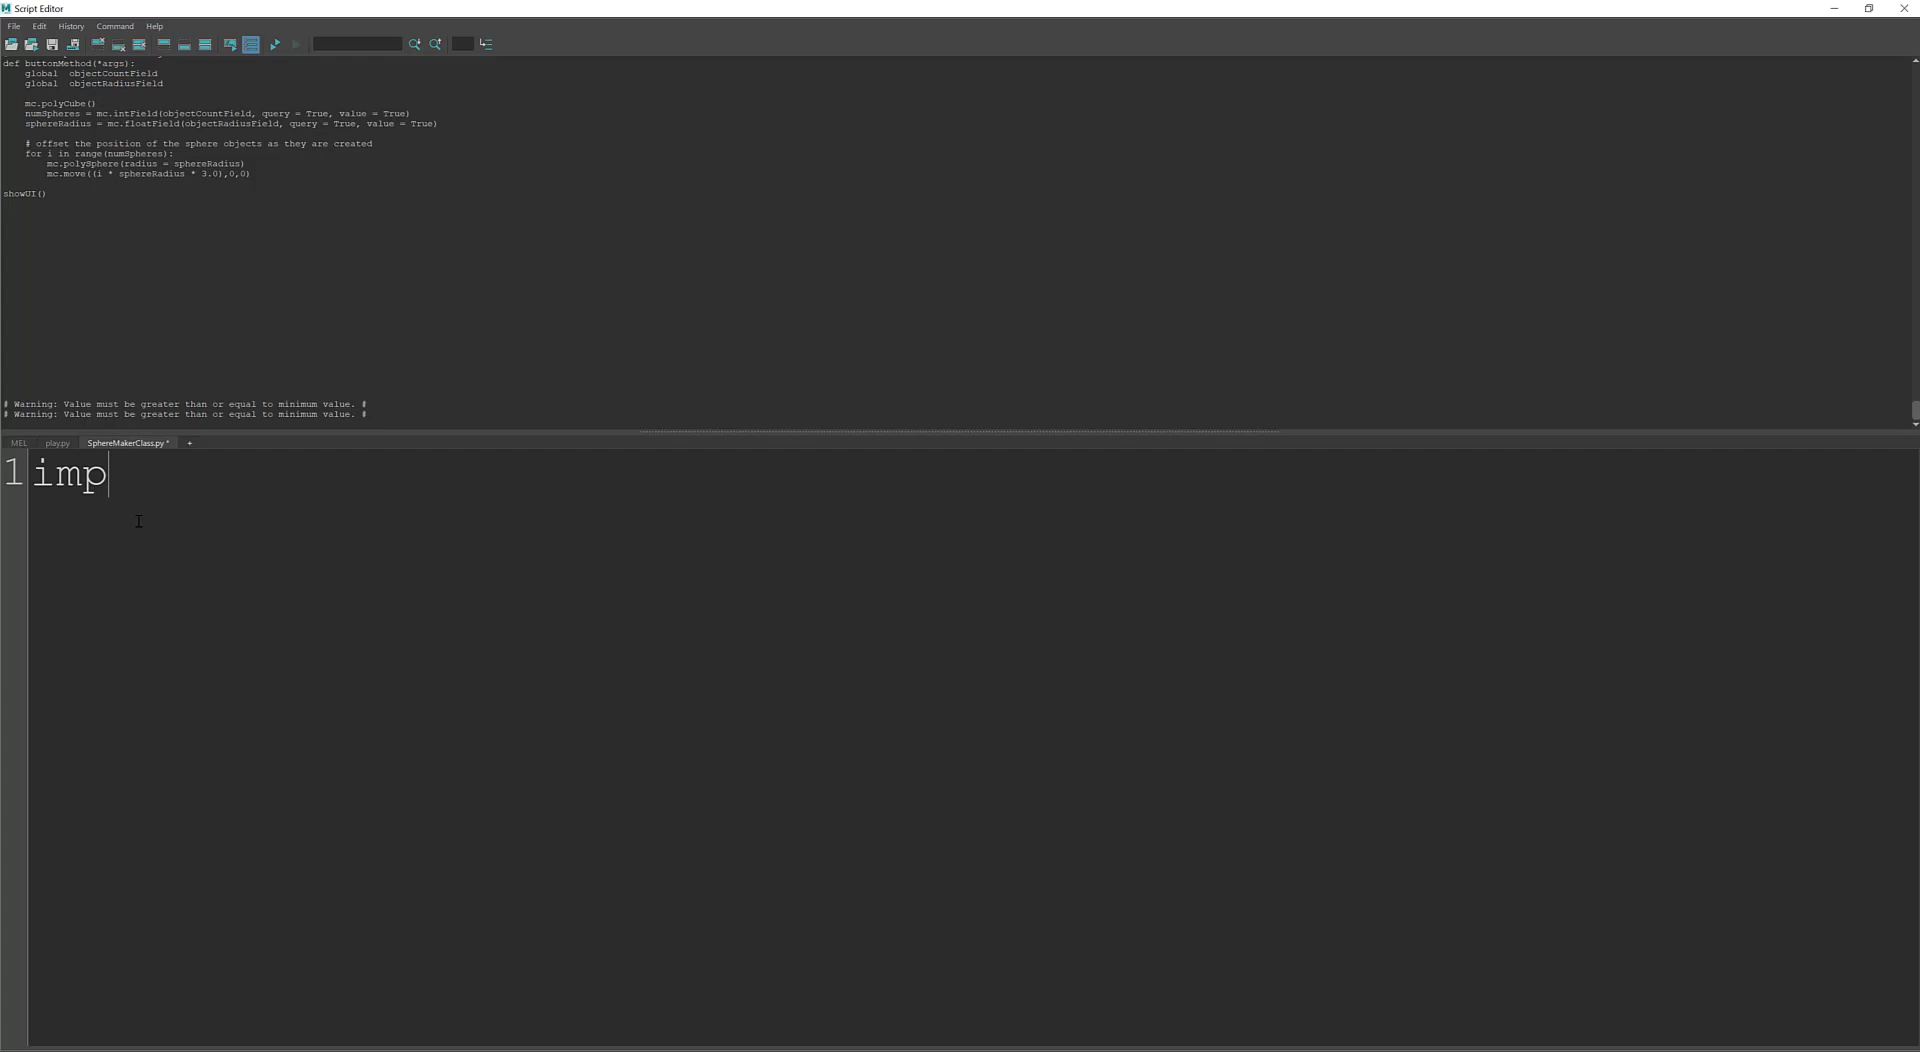 Script Editor
File Edit History Command Help
def buttonMethod(*args):
    global  objectCountField
    global  objectRadiusField
    mc.polyCube()
    numSpheres = mc.intField(objectCountField, query = True, value = True)
    sphereRadius = mc.floatField(objectRadiusField, query = True, value = True)
    # offset the position of the sphere objects as they are created
    for i in range(numSpheres):
        mc.polySphere(radius = sphereRadius)
        mc.move((i * sphereRadius * 3.0),0,0)
showUI()
# Warning: Value must be greater than or equal to minimum value. #
# Warning: Value must be greater than or equal to minimum value. #
MEL play.py SphereMakerClass.py * +
1 imp